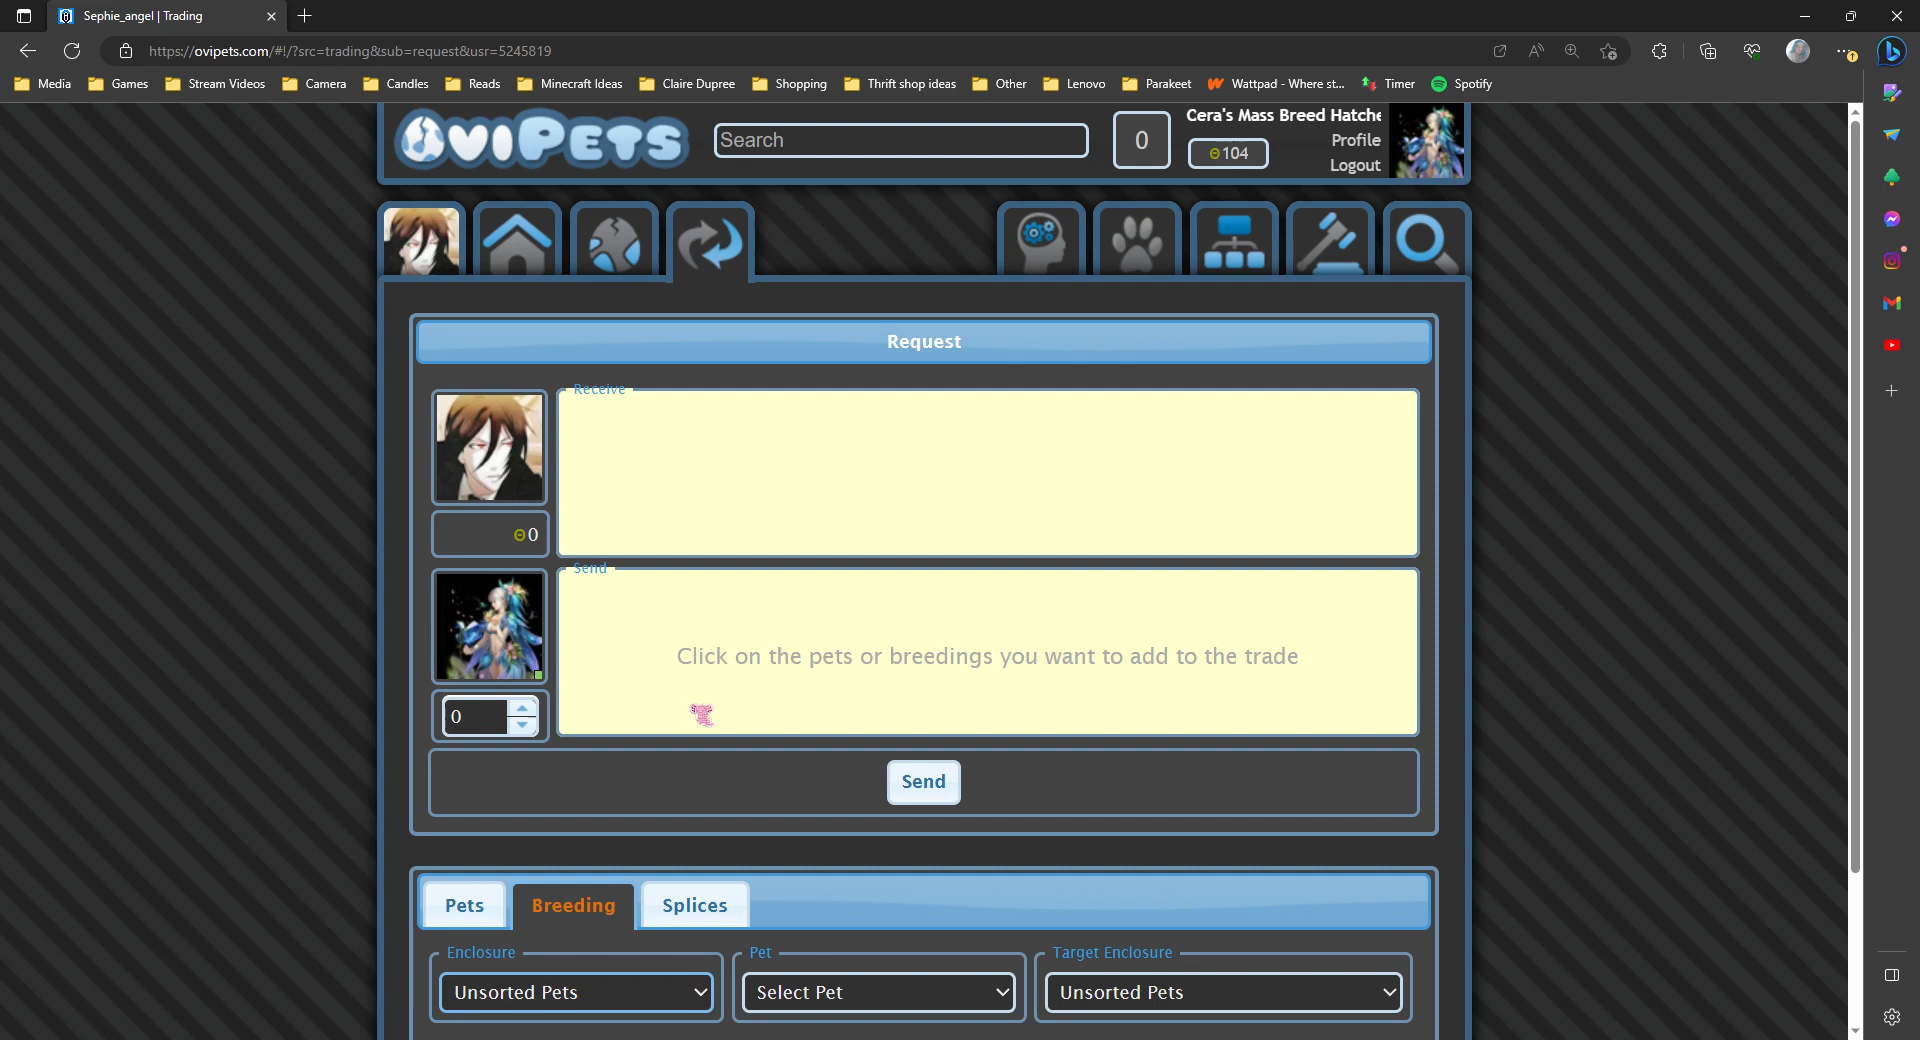 Sephie_angel | Trading
https://ovipets.com/#!/?src=trading&sub=request&usr=5245819
Media Games Stream Videos Camera Candles Reads Minecraft Ideas Claire Dupree Shopping Thrift shop ideas Other Lenovo Parakeet Wattpad - Where st... Timer Spotify
OVIPETS
Search
0
Cera's Mass Breed Hatche
104
Profile
Logout
Request
Receive
0
Send
Click on the pets or breedings you want to add to the trade
0
Send
Pets Breeding Splices
Enclosure Pet Target Enclosure
Unsorted Pets Select Pet Unsorted Pets